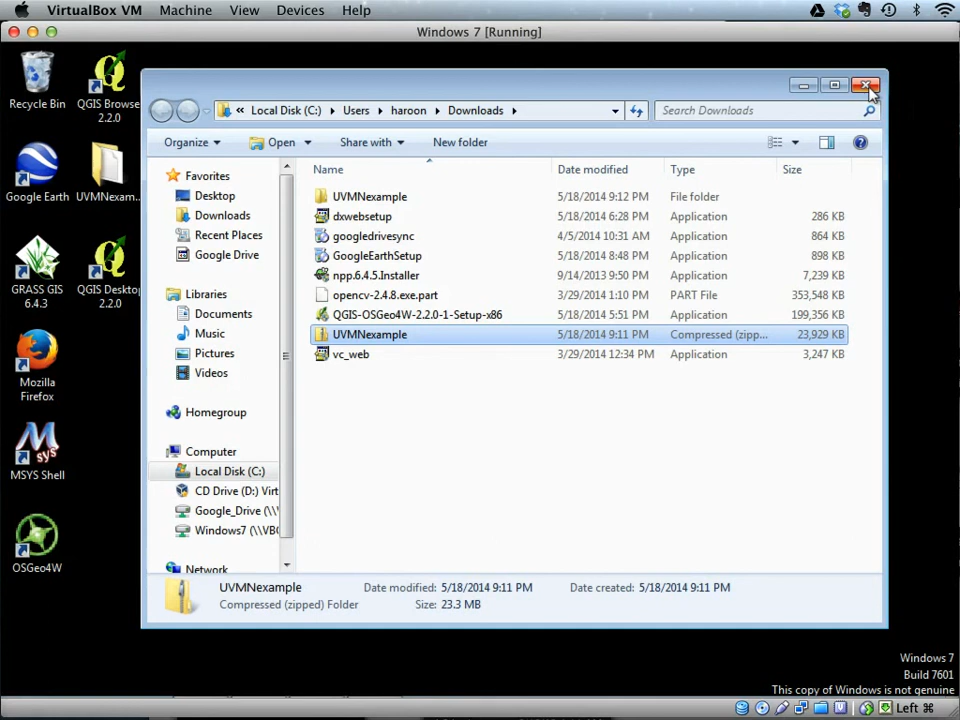 VirtualBox VM Machine View Devices Help
Windows 7 [Running]
Recycle Bin
QGIS Browse
2.2.0
Google Earth
UVMNexam...
GRASS GIS
6.4.3
QGIS Desktop
2.2.0
Mozilla
Firefox
MSYS Shell
OSGeo4W
« Local Disk (C:) Users haroon Downloads
Search Downloads
Organize Open Share with New folder
Favorites
Desktop
Downloads
Recent Places
Google Drive
Libraries
Documents
Music
Pictures
Videos
Homegroup
Computer
Local Disk (C:)
CD Drive (D:) Virt
Google_Drive (\\V
Windows7 (\\VBO
Network
Name Date modified Type Size
UVMNexample 5/18/2014 9:12 PM File folder
dxwebsetup 5/18/2014 6:28 PM Application 286 KB
googledrivesync 4/5/2014 10:31 AM Application 864 KB
GoogleEarthSetup 5/18/2014 8:48 PM Application 898 KB
npp.6.4.5.Installer 9/14/2013 9:50 PM Application 7,239 KB
opencv-2.4.8.exe.part 3/29/2014 1:10 PM PART File 353,548 KB
QGIS-OSGeo4W-2.2.0-1-Setup-x86 5/18/2014 5:51 PM Application 199,356 KB
UVMNexample 5/18/2014 9:11 PM Compressed (zipp... 23,929 KB
vc_web 3/29/2014 12:34 PM Application 3,247 KB
UVMNexample Date modified: 5/18/2014 9:11 PM Date created: 5/18/2014 9:11 PM
Compressed (zipped) Folder Size: 23.3 MB
Windows 7
Build 7601
This copy of Windows is not genuine
Left ⌘